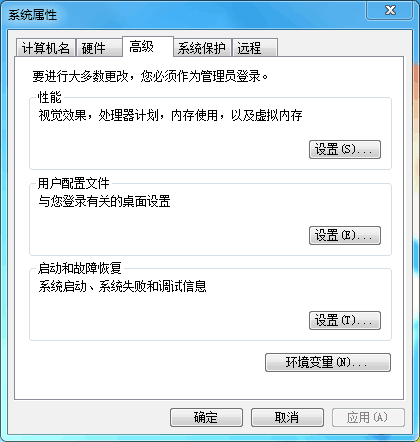 系统属性
计算机名 硬件 高级 系统保护 远程
要进行大多数更改，您必须作为管理员登录。
性能
视觉效果，处理器计划，内存使用，以及虚拟内存
设置(S)...
用户配置文件
与您登录有关的桌面设置
设置(E)...
启动和故障恢复
系统启动、系统失败和调试信息
设置(T)...
环境变量(N)...
确定 取消 应用(A)